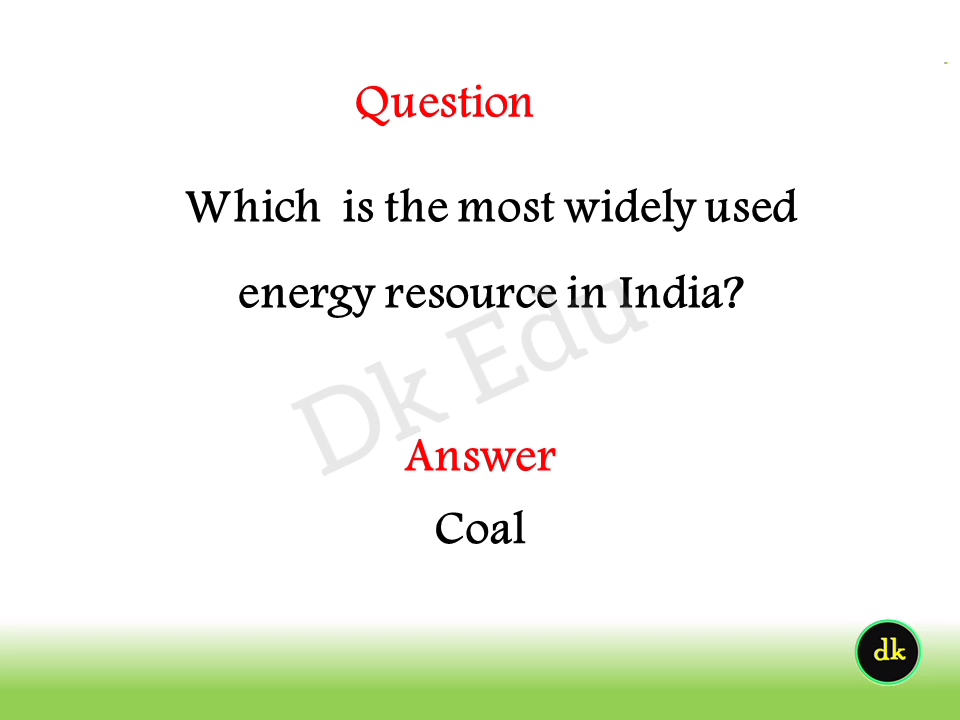 Question
Which is the most widely used
energy resource in India?
Dk Edu
Answer
Coal
dk